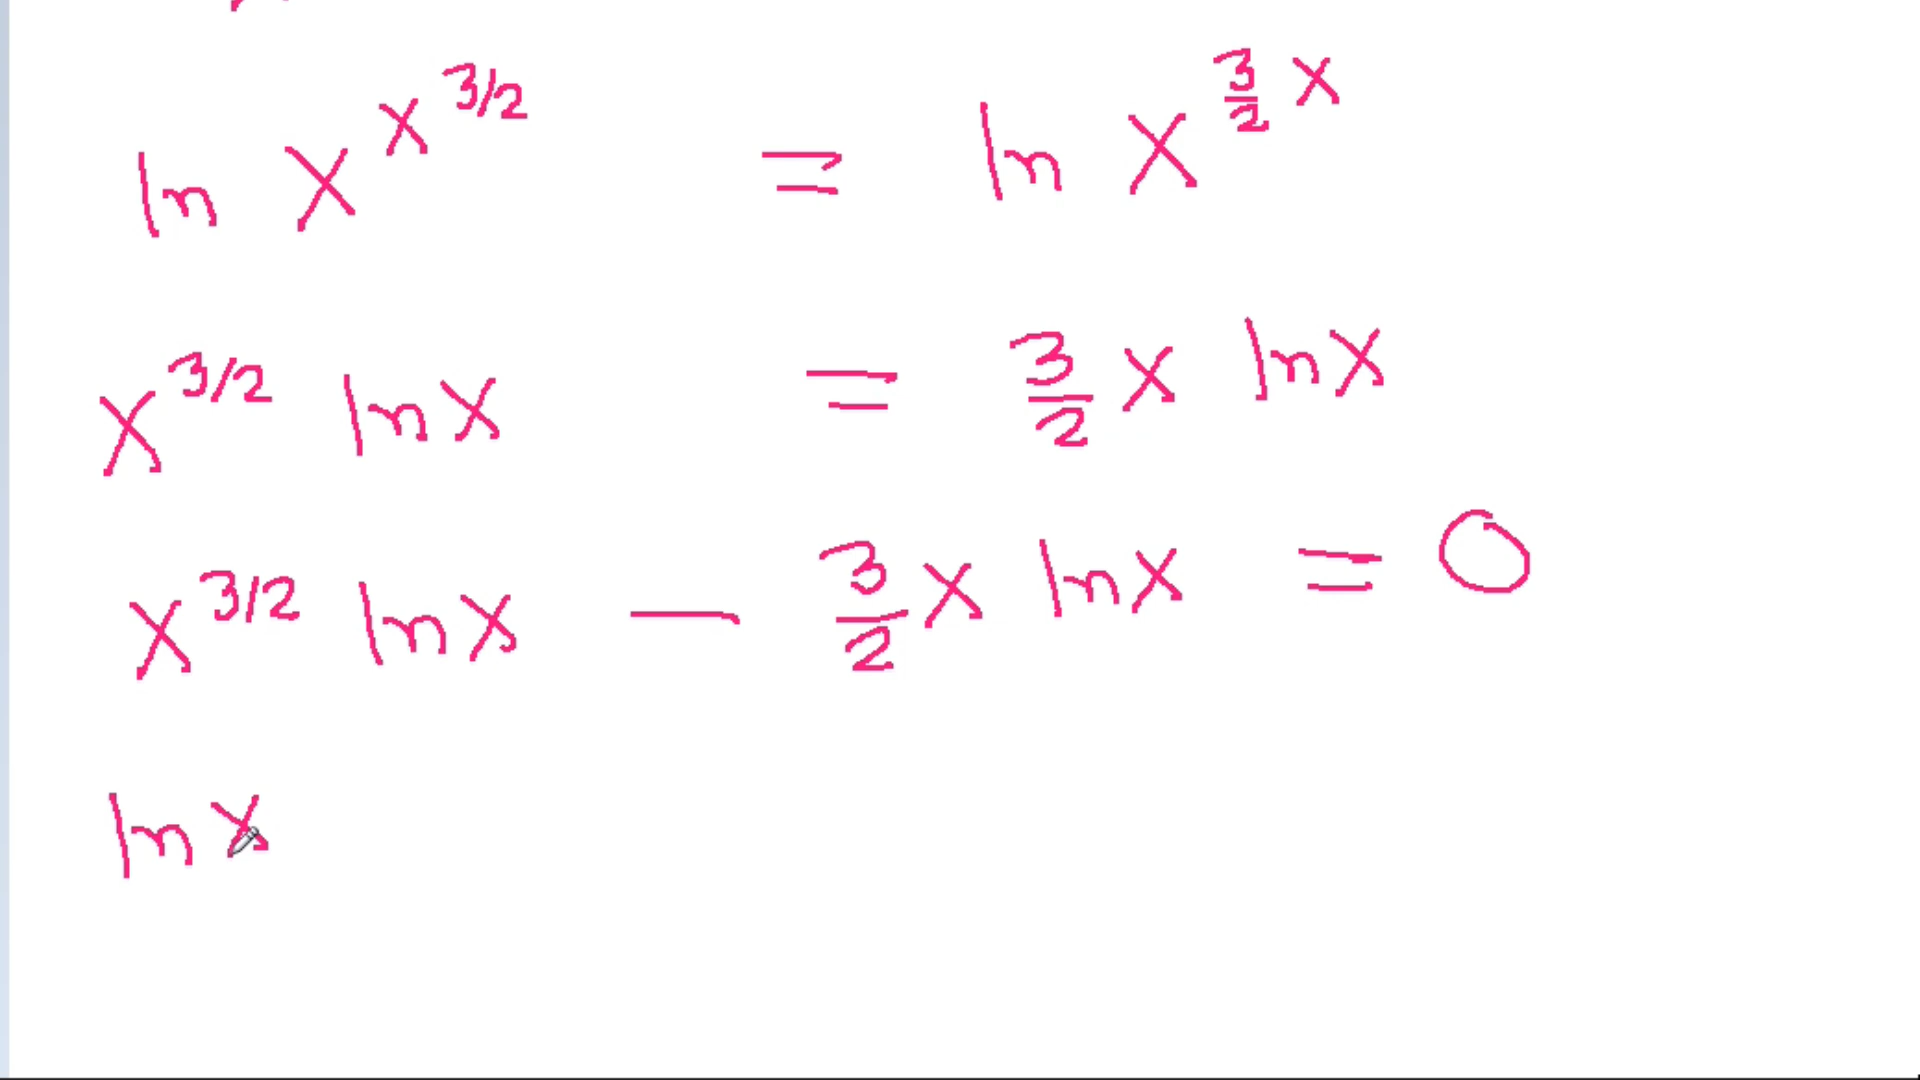 ln x^{x^{3/2}} = ln x^{\frac{3}{2} x}
x^{3/2} ln x = \frac{3}{2} x ln x
x^{3/2} ln x - \frac{3}{2} x ln x = 0
ln x